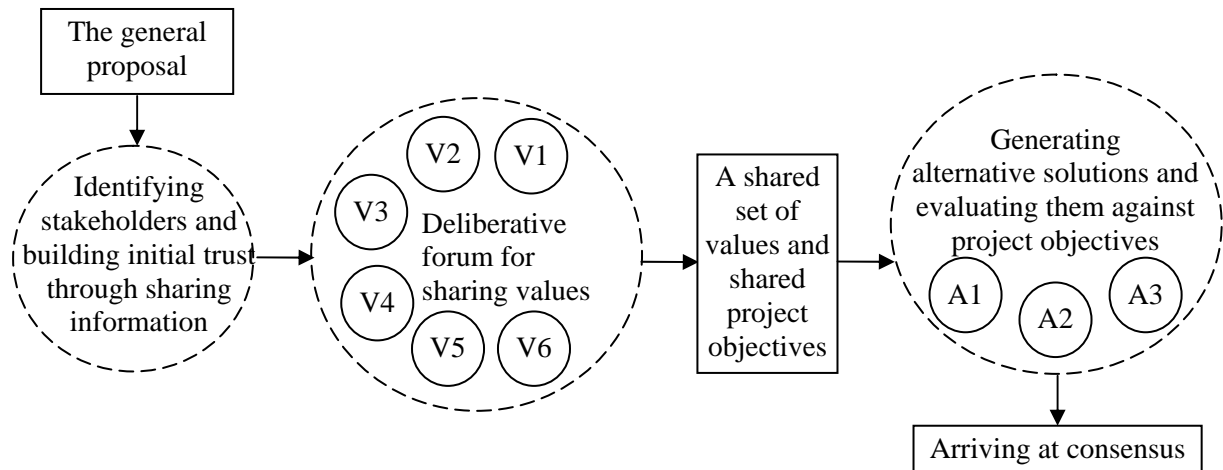 The general
proposal
Identifying
stakeholders and
building initial trust
through sharing
information
V2
V1
V3
Deliberative
forum for
sharing values
V4
V5
V6
A shared
set of
values and
shared
project
objectives
Generating
alternative solutions and
evaluating them against
project objectives
A1
A2
A3
Arriving at consensus